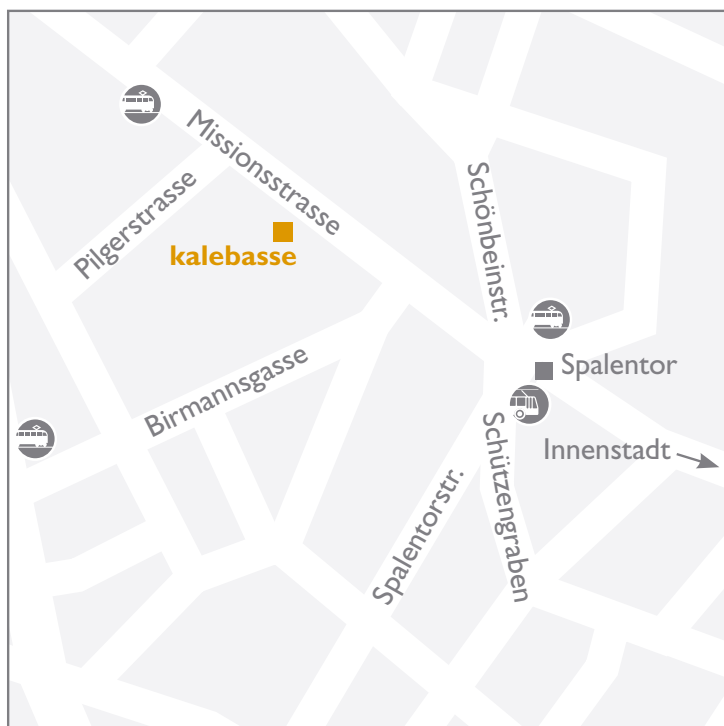 Missionsstrasse
Pilgerstrasse
kalebasse
Schönbeinstr.
Birmannsgasse
Spalentor
Innenstadt
Schützengraben
Spalentorstr.